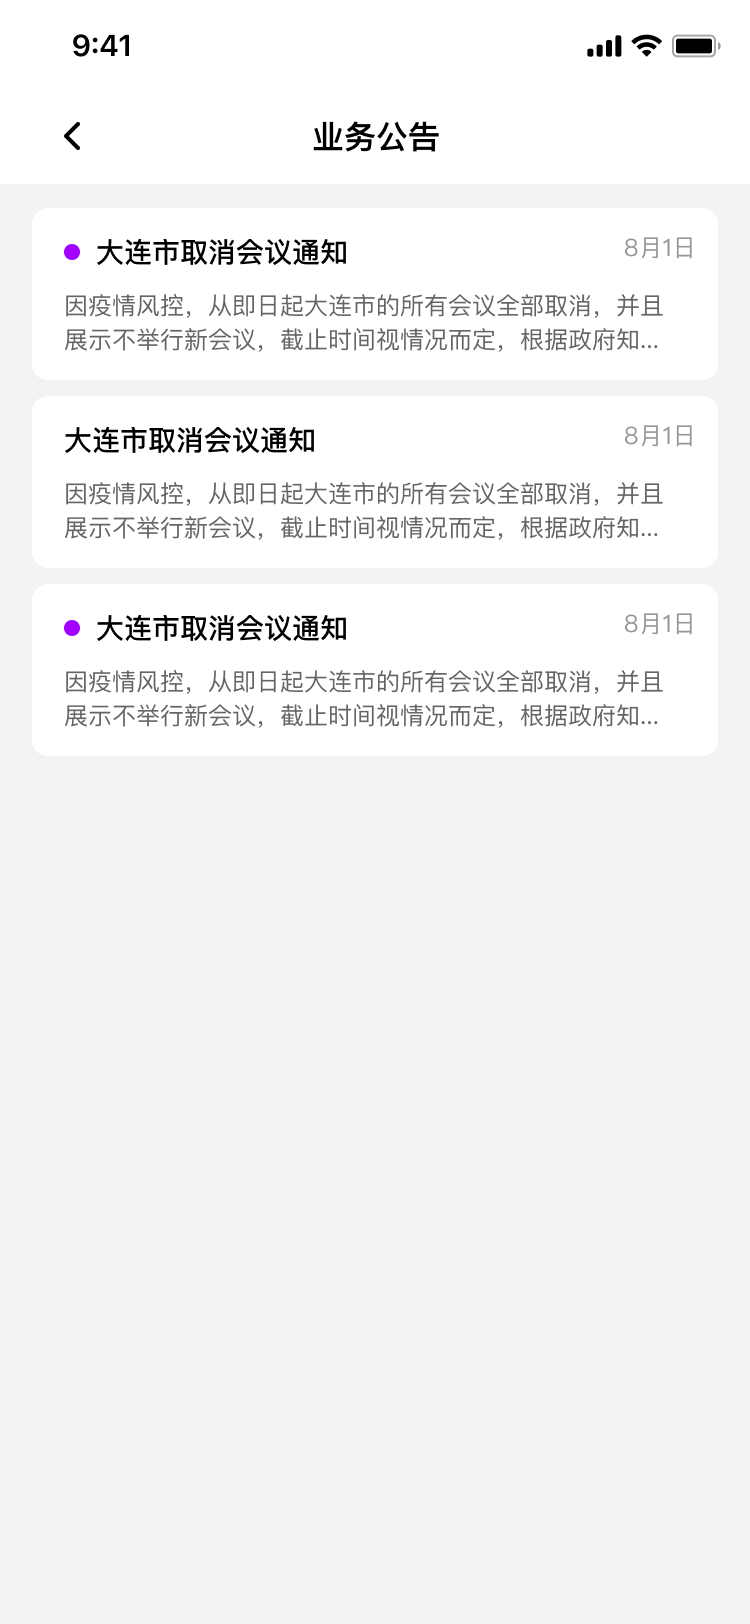 9:41
业务公告
大连市取消会议通知
8月1日
因疫情风控，从即日起大连市的所有会议全部取消，并且
展示不举行新会议，截止时间视情况而定，根据政府知...
大连市取消会议通知
8月1日
因疫情风控，从即日起大连市的所有会议全部取消，并且
展示不举行新会议，截止时间视情况而定，根据政府知...
大连市取消会议通知
8月1日
因疫情风控，从即日起大连市的所有会议全部取消，并且
展示不举行新会议，截止时间视情况而定，根据政府知...